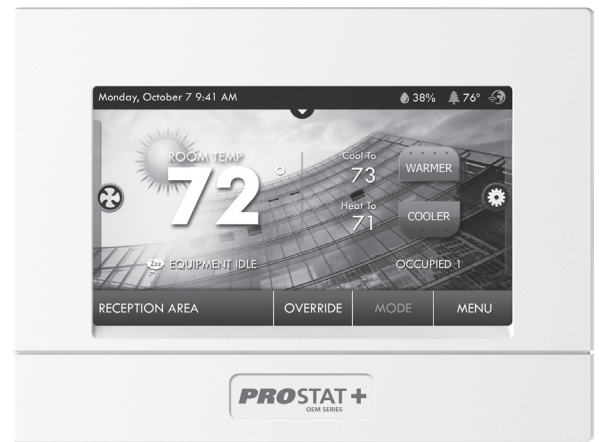 Monday, October 7 9:41 AM
38% 76°
ROOM TEMP
72°
Cool To
73
WARMER
Heat To
71
COOLER
Zzz EQUIPMENT IDLE
OCCUPIED 1
RECEPTION AREA OVERRIDE MODE MENU
PROSTAT+
OEM SERIES